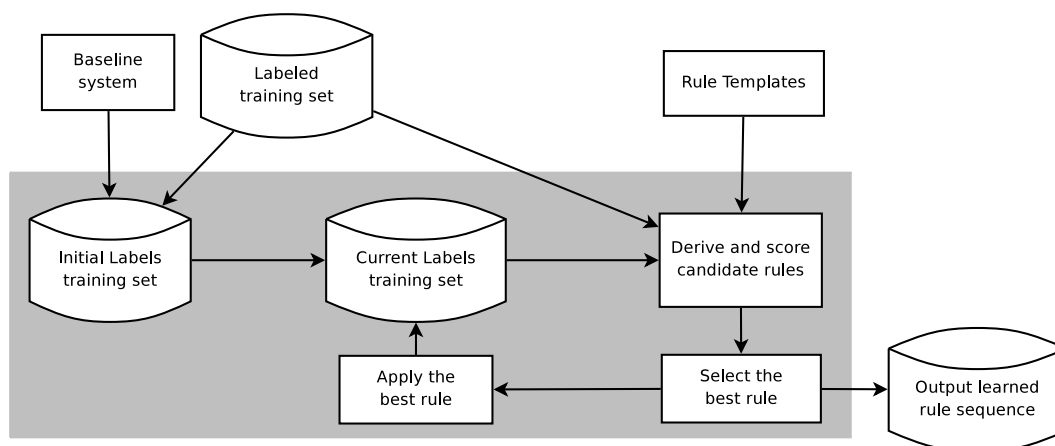 Baseline
system
Labeled
training set
Rule Templates
Initial Labels
training set
Current Labels
training set
Derive and score
candidate rules
Apply the
best rule
Select the
best rule
Output learned
rule sequence